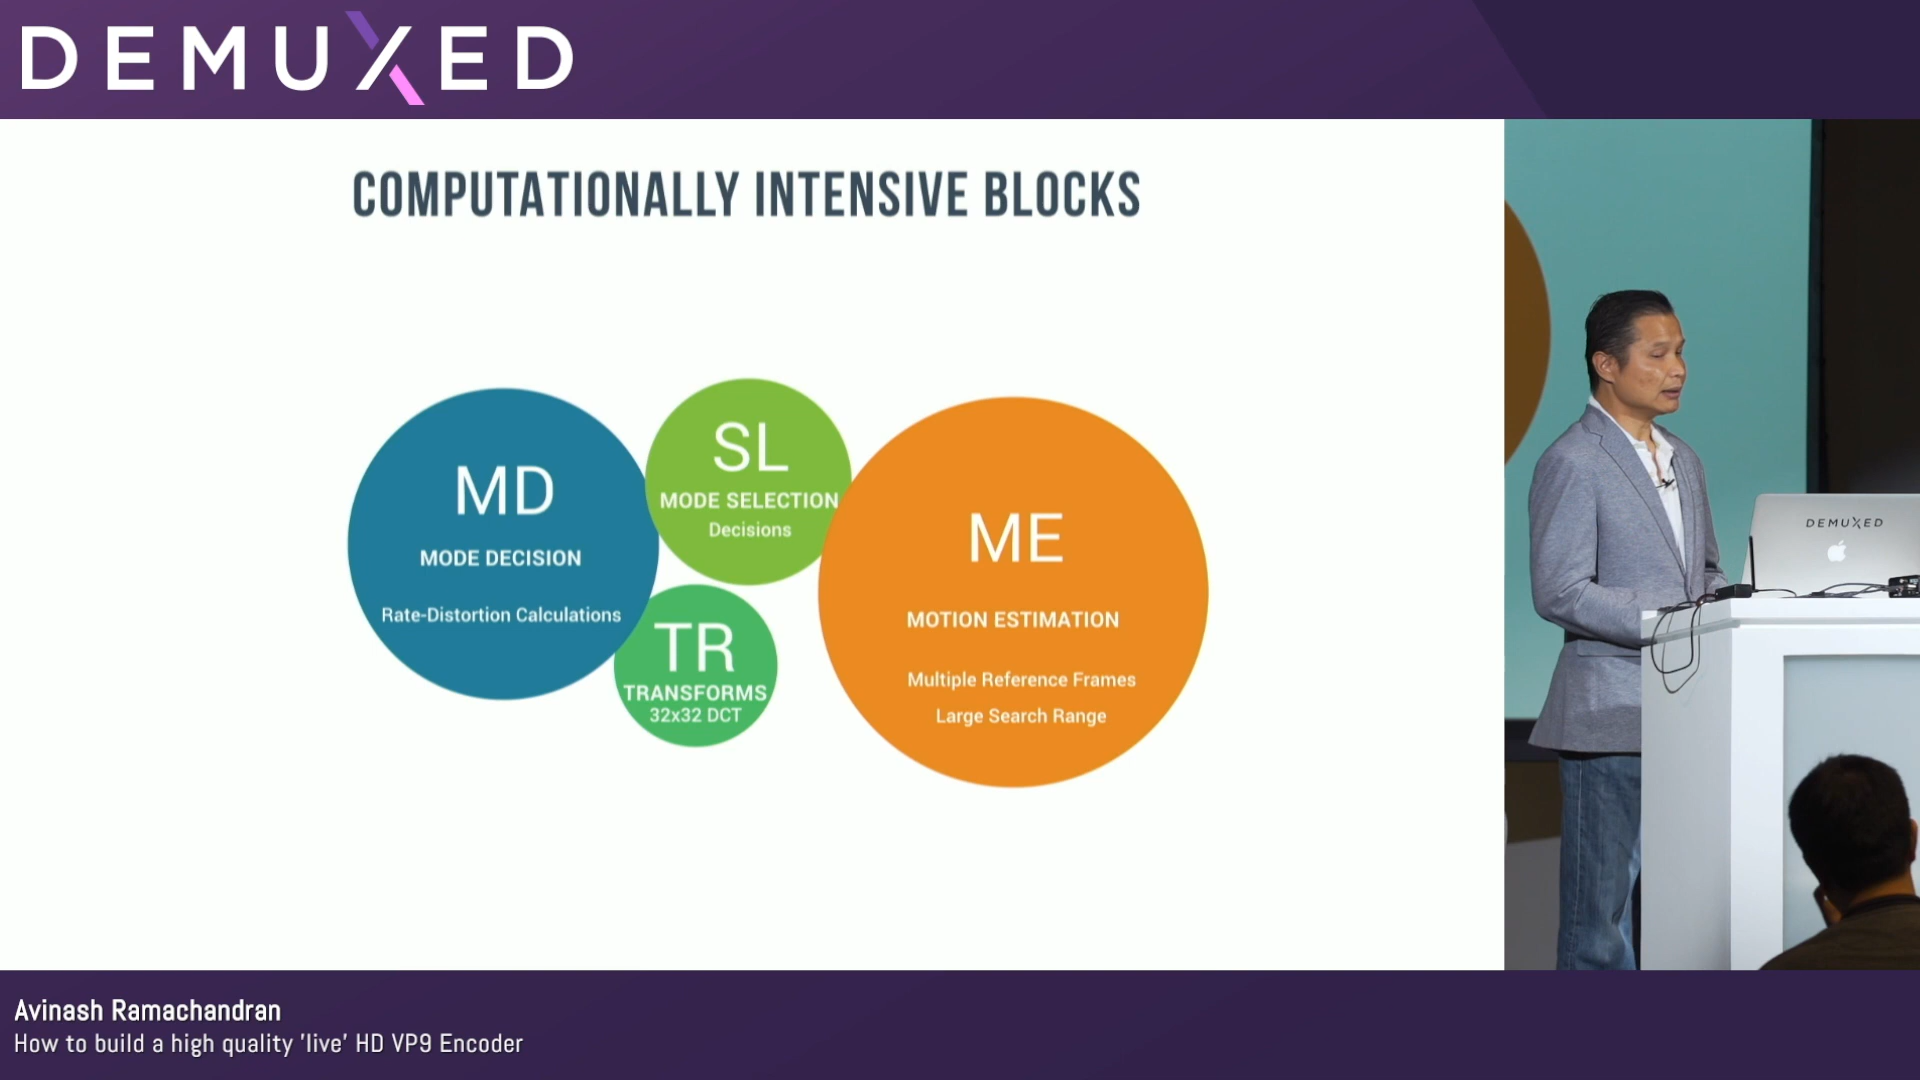 DEMUXED
COMPUTATIONALLY INTENSIVE BLOCKS
MD
MODE DECISION
Rate-Distortion Calculations
SL
MODE SELECTION
Decisions
TR
TRANSFORMS
32x32 DCT
ME
MOTION ESTIMATION
Multiple Reference Frames
Large Search Range
DEMUXED
Avinash Ramachandran
How to build a high quality 'live' HD VP9 Encoder